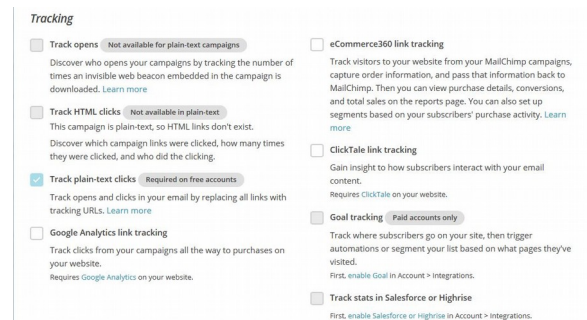 Tracking
Track opens Not available for plain-text campaigns
Discover who opens your campaigns by tracking the number of
times an invisible web beacon embedded in the campaign is
downloaded. Learn more
Track HTML clicks Not available in plain-text
This campaign is plain-text, so HTML links don't exist.
Discover which campaign links were clicked, how many times
they were clicked, and who did the clicking.
Track plain-text clicks Required on free accounts
Track opens and clicks in your email by replacing all links with
tracking URLs. Learn more
Google Analytics link tracking
Track clicks from your campaigns all the way to purchases on
your website.
Requires Google Analytics on your website.
eCommerce360 link tracking
Track visitors to your website from your MailChimp campaigns,
capture order information, and pass that information back to
MailChimp. Then you can view purchase details, conversions,
and total sales on the reports page. You can also set up
segments based on your subscribers' purchase activity. Learn
more
ClickTale link tracking
Gain insight to how subscribers interact with your email
content.
Requires ClickTale on your website.
Goal tracking Paid accounts only
Track where subscribers go on your site, then trigger
automations or segment your list based on what pages they've
visited.
First, enable Goal in Account > Integrations.
Track stats in Salesforce or Highrise
First, enable Salesforce or Highrise in Account > Integrations.